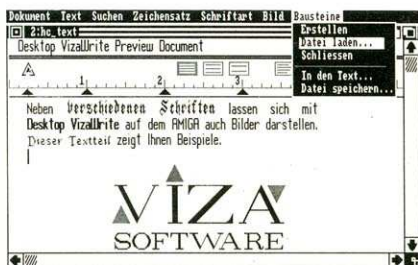 Dokument Text Suchen Zeichensatz Schriftart Bild Bausteine
2:hc_text
Erstellen
Datei laden...
Schliessen
In den Text...
Datei speichern...
Desktop VizaWrite Preview Document
A
1 2 3
Neben verschiedenen Schriften lassen sich mit
Desktop VizaWrite auf dem AMIGA auch Bilder darstellen.
Dieser Textteil zeigt Ihnen Beispiele.
VIZA
SOFTWARE